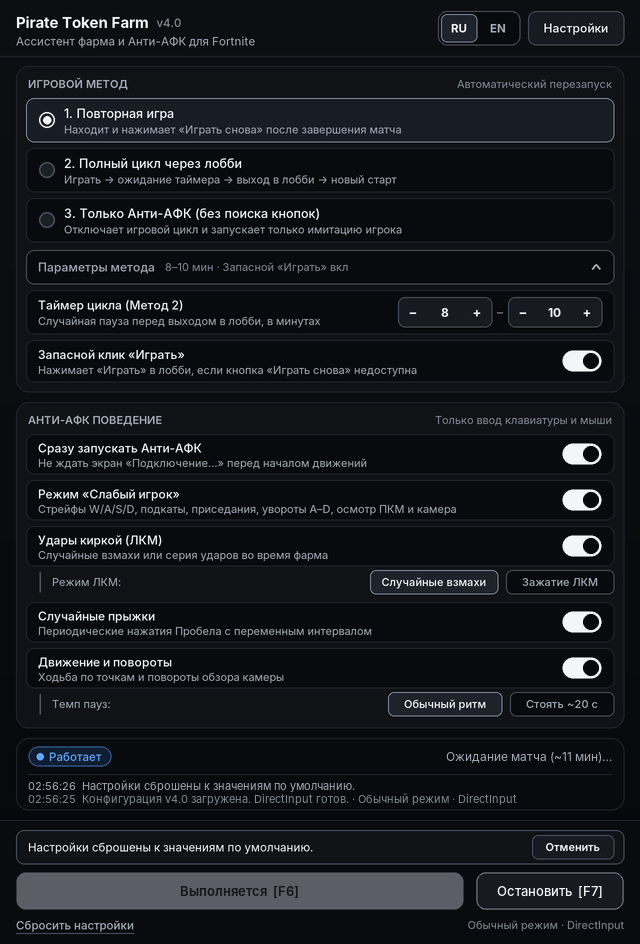 Pirate Token Farm v4.0
Ассистент фарма и Анти-АФК для Fortnite
RU EN Настройки
ИГРОВОЙ МЕТОД Автоматический перезапуск
1. Повторная игра
Находит и нажимает «Играть снова» после завершения матча
2. Полный цикл через лобби
Играть → ожидание таймера → выход в лобби → новый старт
3. Только Анти-АФК (без поиска кнопок)
Отключает игровой цикл и запускает только имитацию игрока
Параметры метода 8–10 мин · Запасной «Играть» вкл
Таймер цикла (Метод 2)
Случайная пауза перед выходом в лобби, в минутах
− 8 + – − 10 +
Запасной клик «Играть»
Нажимает «Играть» в лобби, если кнопка «Играть снова» недоступна
АНТИ-АФК ПОВЕДЕНИЕ Только ввод клавиатуры и мыши
Сразу запускать Анти-АФК
Не ждать экран «Подключение...» перед началом движений
Режим «Слабый игрок»
Стрейфы W/A/S/D, подкаты, приседания, увороты A–D, осмотр ПКМ и камера
Удары киркой (ЛКМ)
Случайные взмахи или серия ударов во время фарма
Режим ЛКМ: Случайные взмахи Зажатие ЛКМ
Случайные прыжки
Периодические нажатия Пробела с переменным интервалом
Движение и повороты
Ходьба по точкам и повороты обзора камеры
Темп пауз: Обычный ритм Стоять ~20 с
Работает Ожидание матча (~11 мин)...
02:56:26 Настройки сброшены к значениям по умолчанию.
02:56:25 Конфигурация v4.0 загружена. DirectInput готов. · Обычный режим · DirectInput
Настройки сброшены к значениям по умолчанию. Отменить
Выполняется [F6] Остановить [F7]
Сбросить настройки Обычный режим · DirectInput